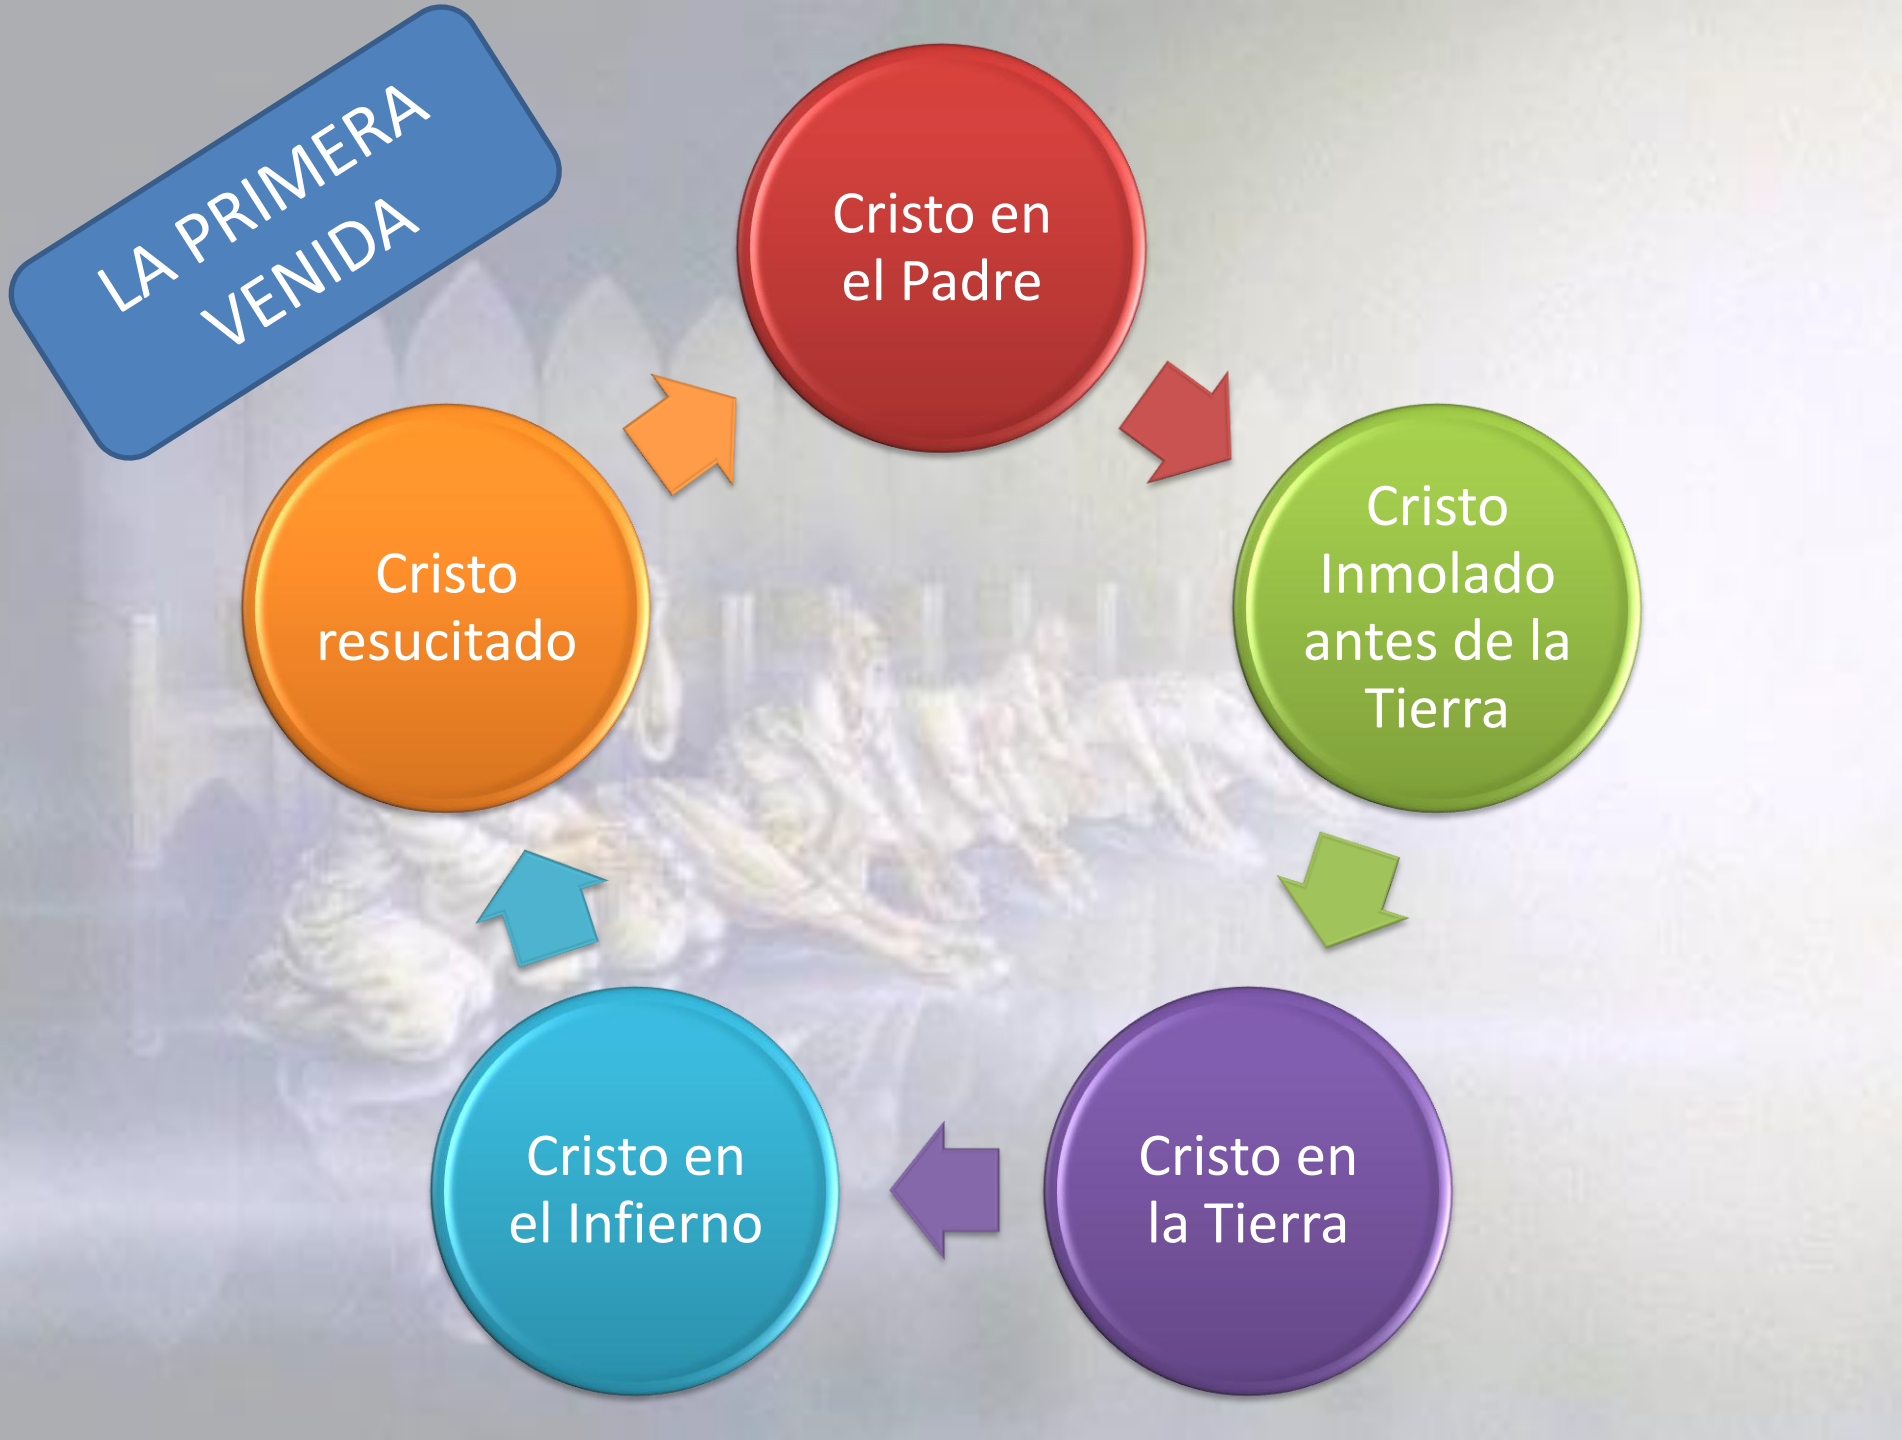 LA PRIMERA
VENIDA
Cristo en
el Padre
Cristo
Inmolado
antes de la
Tierra
Cristo en
la Tierra
Cristo en
el Infierno
Cristo
resucitado